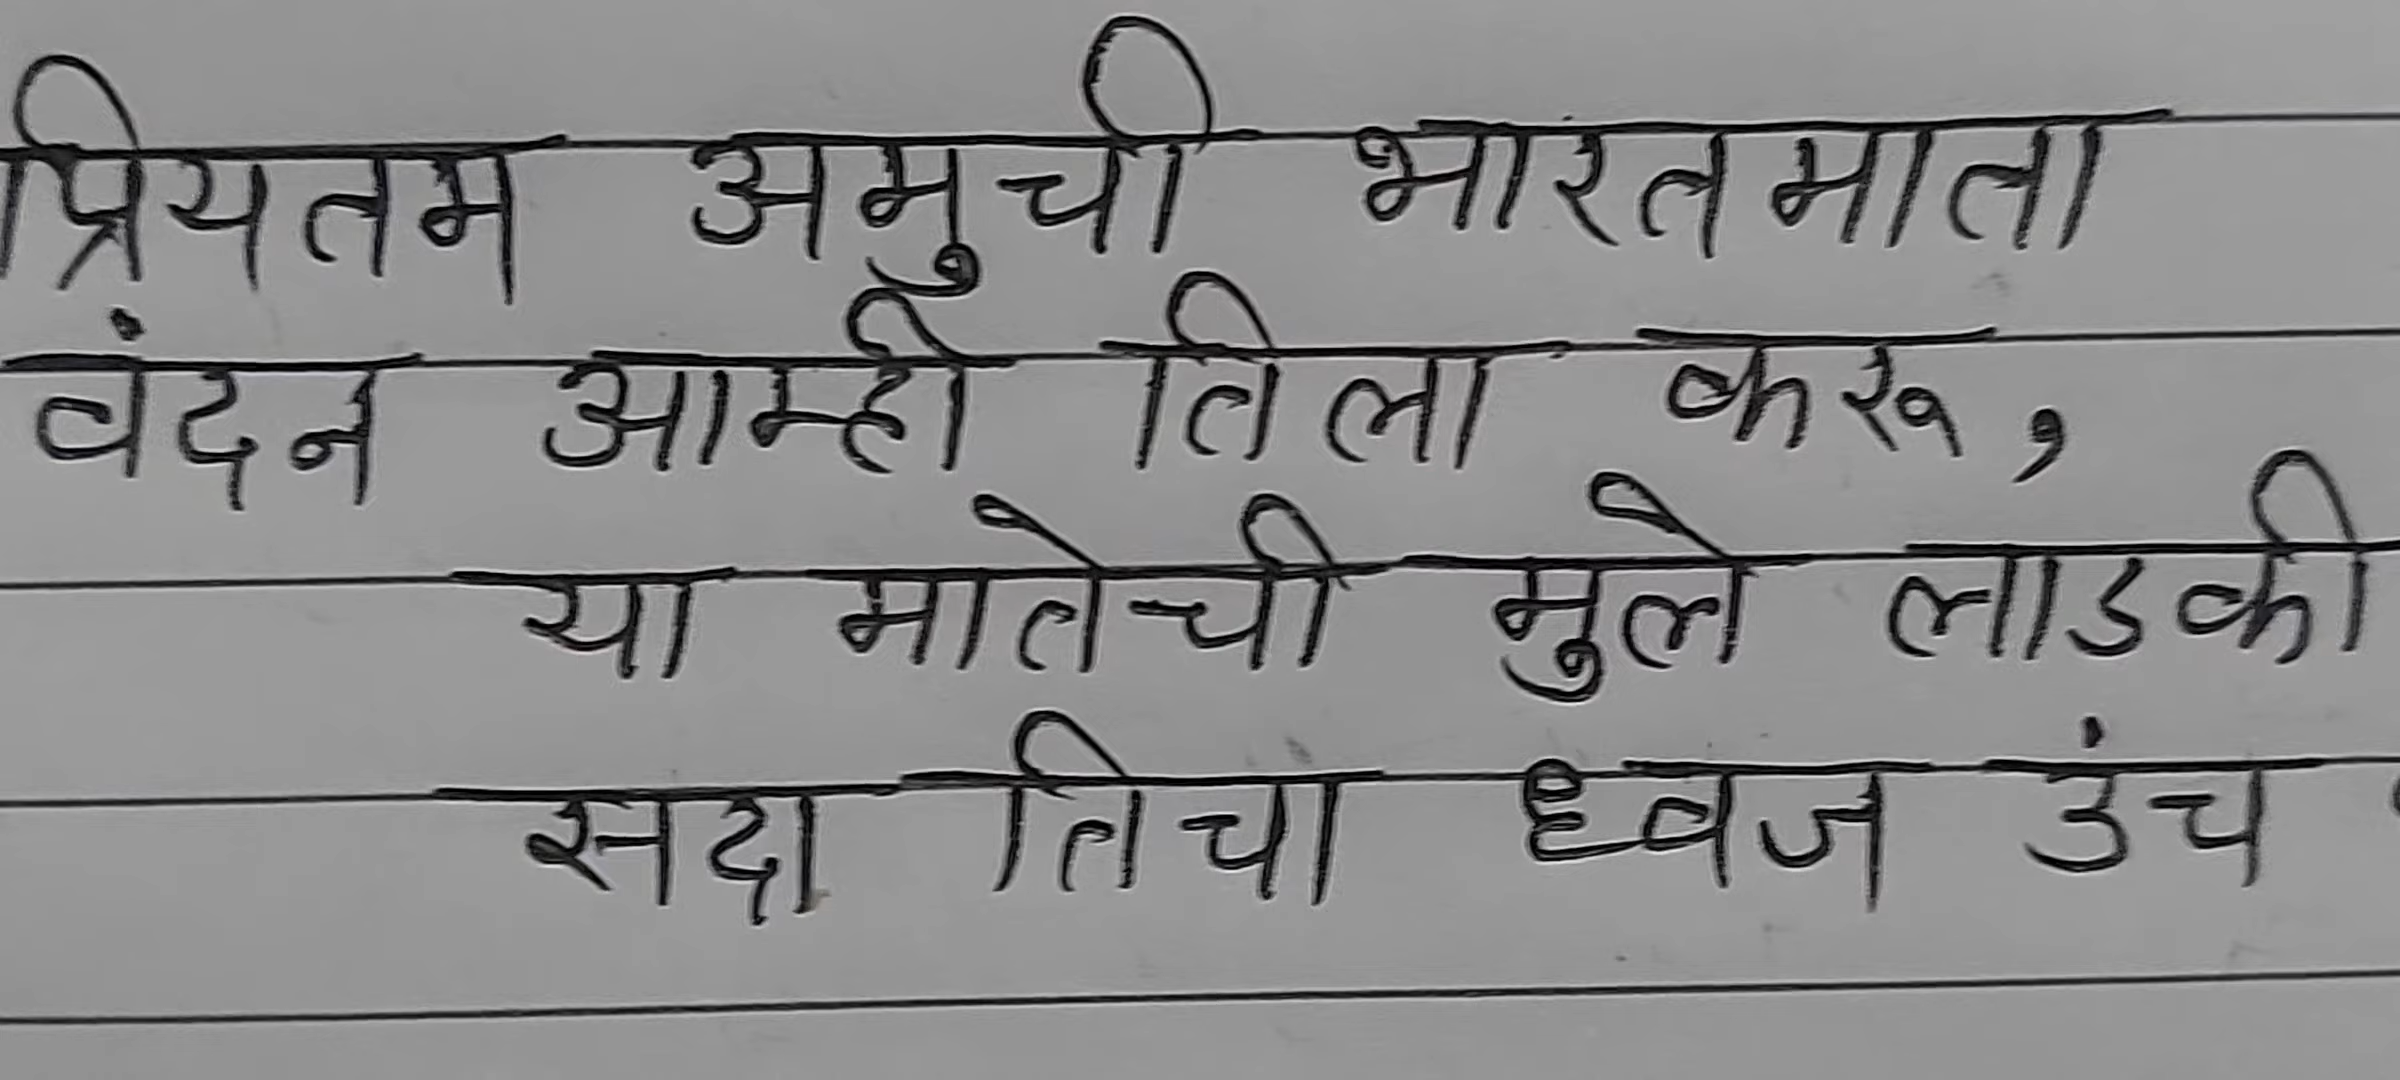 प्रियतम अमुची भारतमाता
वंदन आम्ही तिला करू,
या मातेची मुले लाडकी
सदा तिचा ध्वज उंच